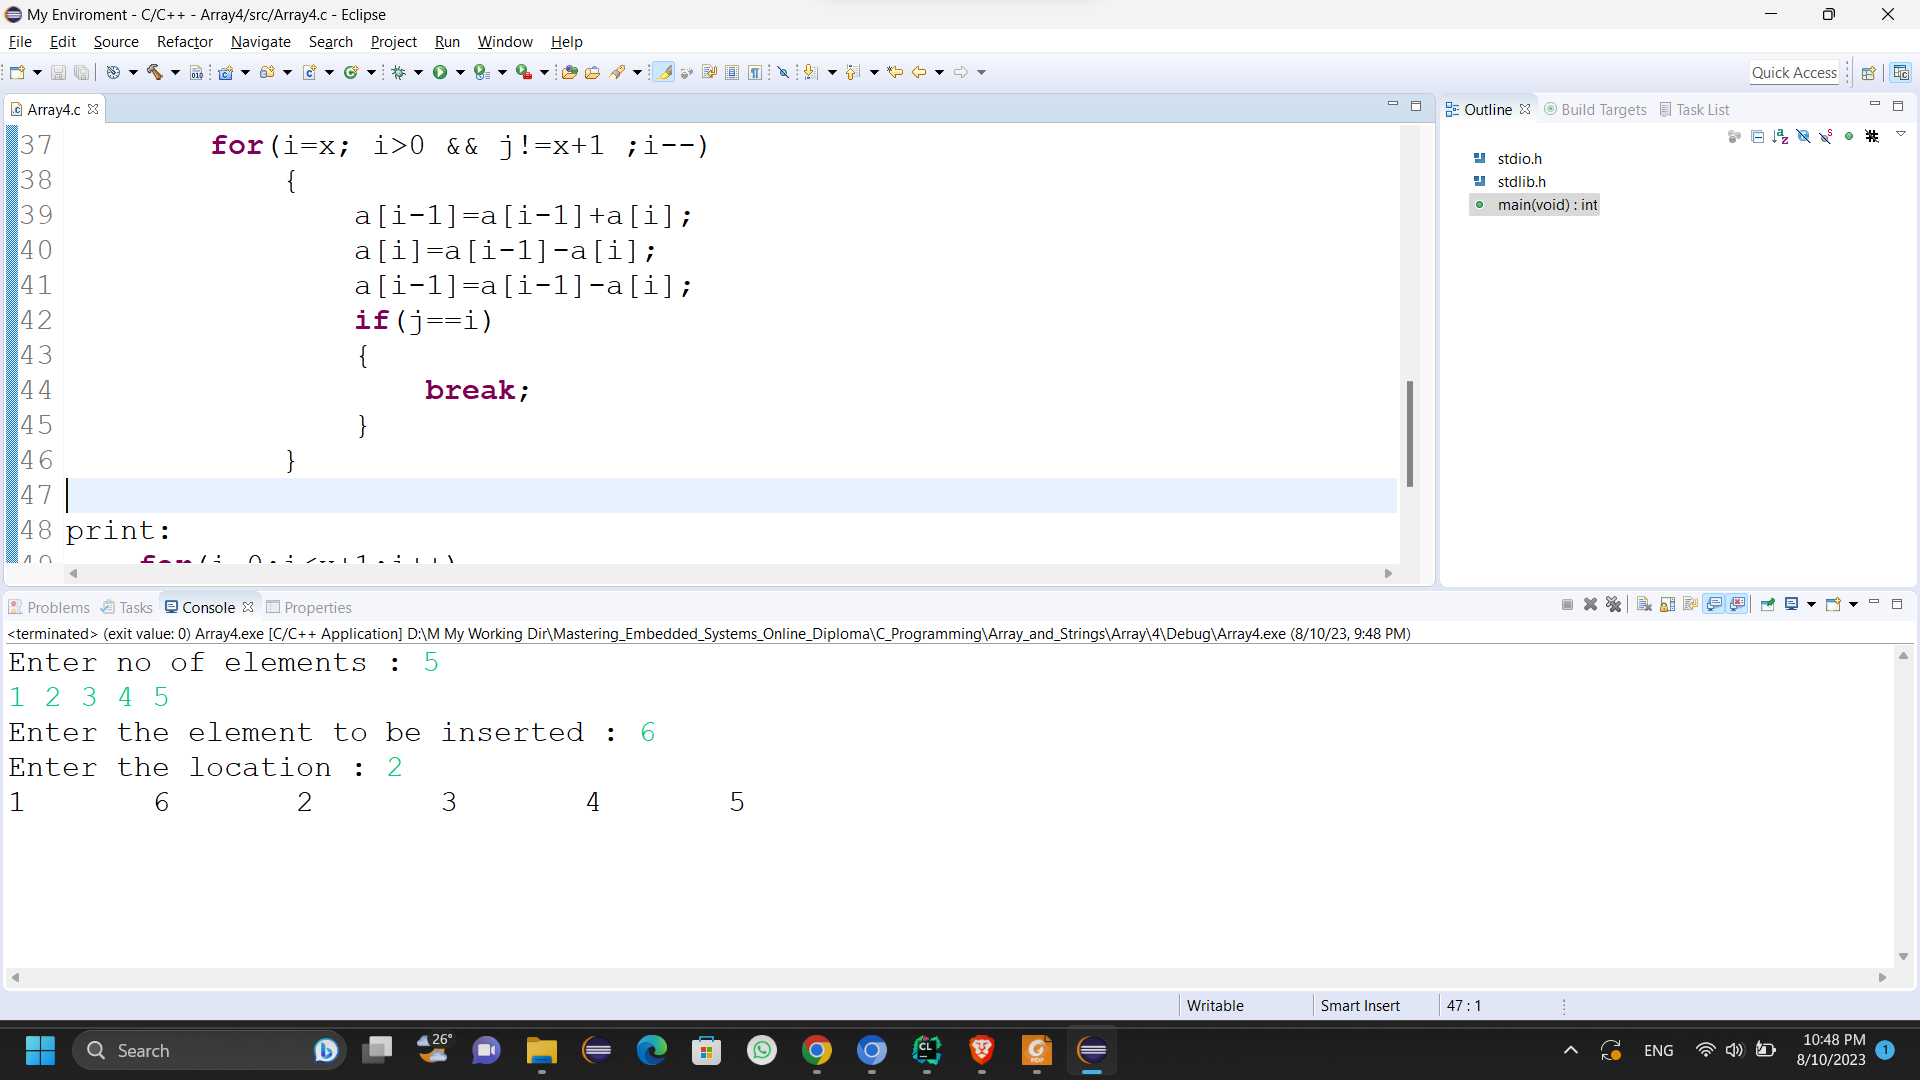 My Enviroment - C/C++ - Array4/src/Array4.c - Eclipse
File Edit Source Refactor Navigate Search Project Run Window Help
Quick Access
Array4.c
37 for(i=x; i>0 && j!=x+1 ;i--)
38 {
39 a[i-1]=a[i-1]+a[i];
40 a[i]=a[i-1]-a[i];
41 a[i-1]=a[i-1]-a[i];
42 if(j==i)
43 {
44 break;
45 }
46 }
47
48 print:
49 for(i=0;i<x+1;i++)
Outline Build Targets Task List
stdio.h
stdlib.h
main(void) : int
Problems Tasks Console Properties
<terminated> (exit value: 0) Array4.exe [C/C++ Application] D:\M My Working Dir\Mastering_Embedded_Systems_Online_Diploma\C_Programming\Array_and_Strings\Array\4\Debug\Array4.exe (8/10/23, 9:48 PM)
Enter no of elements : 5
1 2 3 4 5
Enter the element to be inserted : 6
Enter the location : 2
1 6 2 3 4 5
Writable Smart Insert 47 : 1
Search 26° ENG 10:48 PM
8/10/2023 1